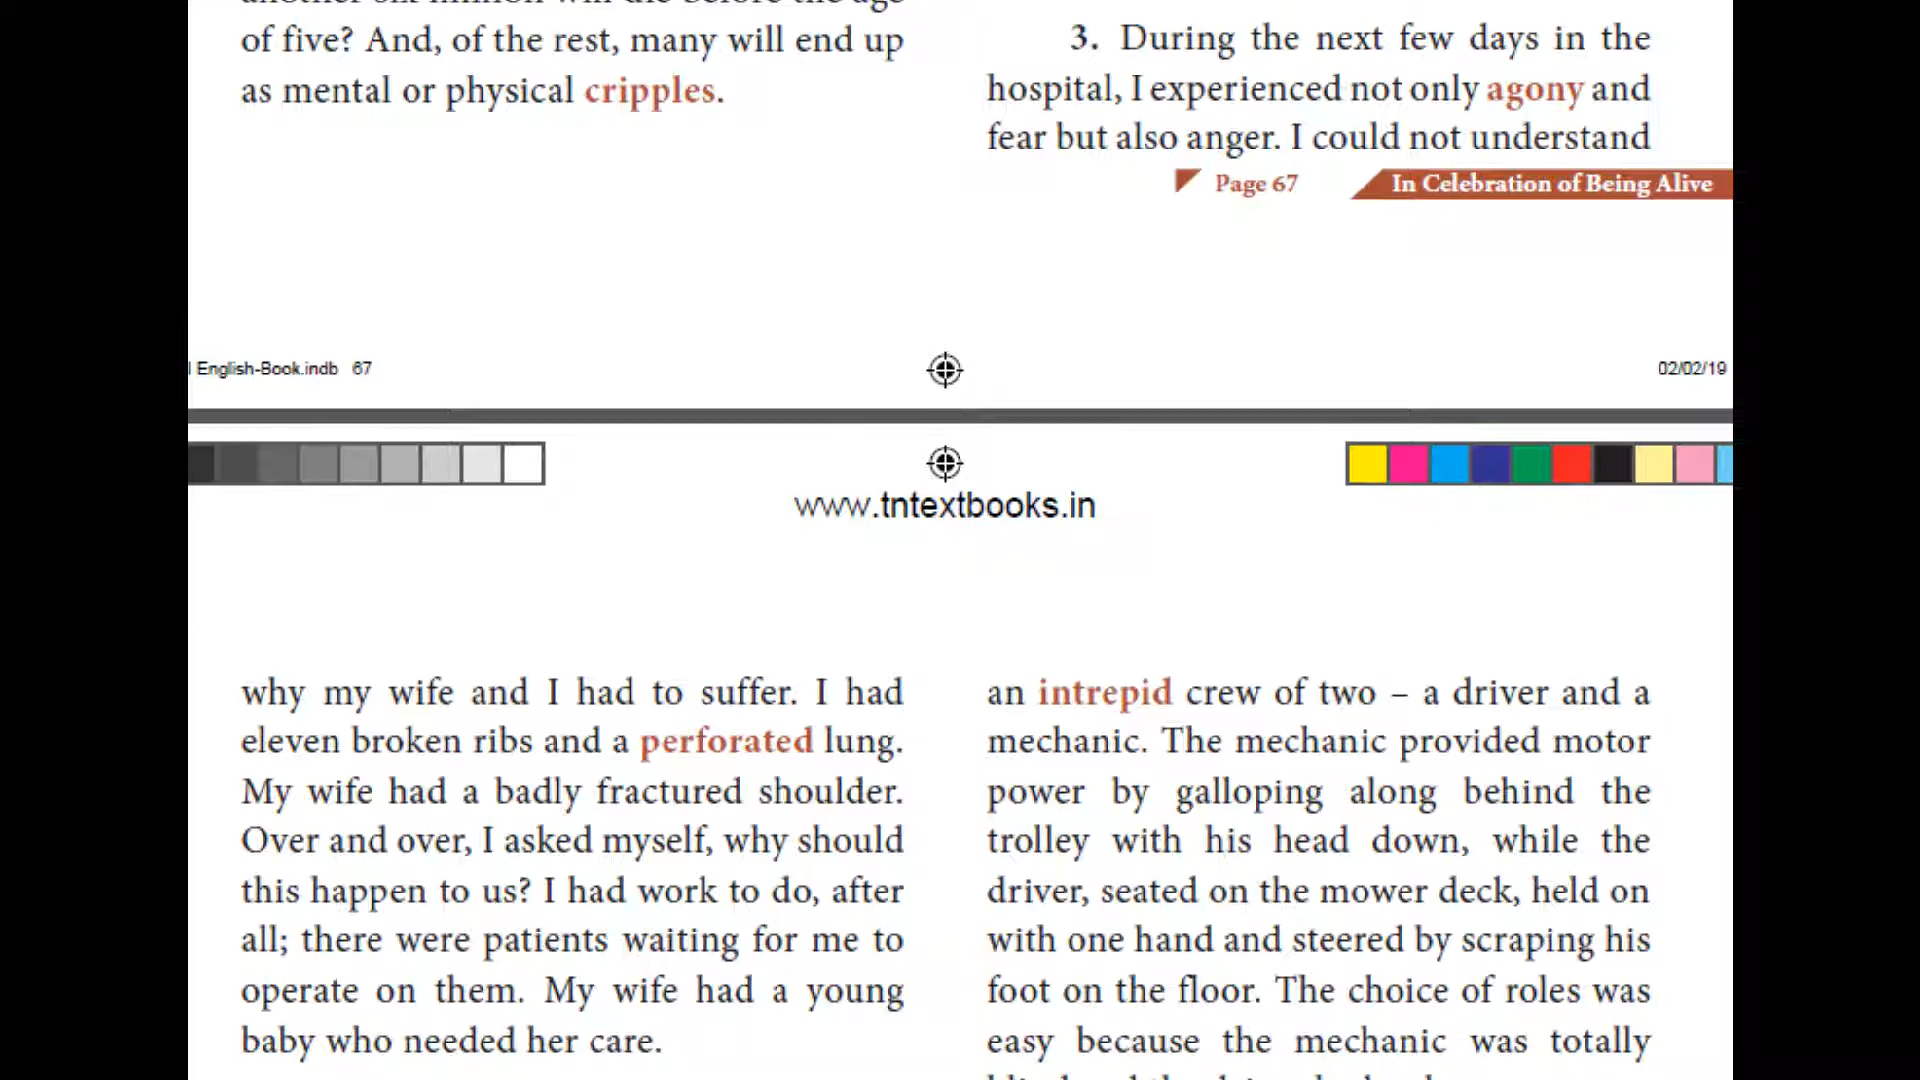 of five? And, of the rest, many will end up
as mental or physical cripples.
3. During the next few days in the
hospital, I experienced not only agony and
fear but also anger. I could not understand
Page 67
In Celebration of Being Alive
English-Book.indb 67
02/02/19
www.tntextbooks.in
why my wife and I had to suffer. I had
eleven broken ribs and a perforated lung.
My wife had a badly fractured shoulder.
Over and over, I asked myself, why should
this happen to us? I had work to do, after
all; there were patients waiting for me to
operate on them. My wife had a young
baby who needed her care.
an intrepid crew of two – a driver and a
mechanic. The mechanic provided motor
power by galloping along behind the
trolley with his head down, while the
driver, seated on the mower deck, held on
with one hand and steered by scraping his
foot on the floor. The choice of roles was
easy because the mechanic was totally